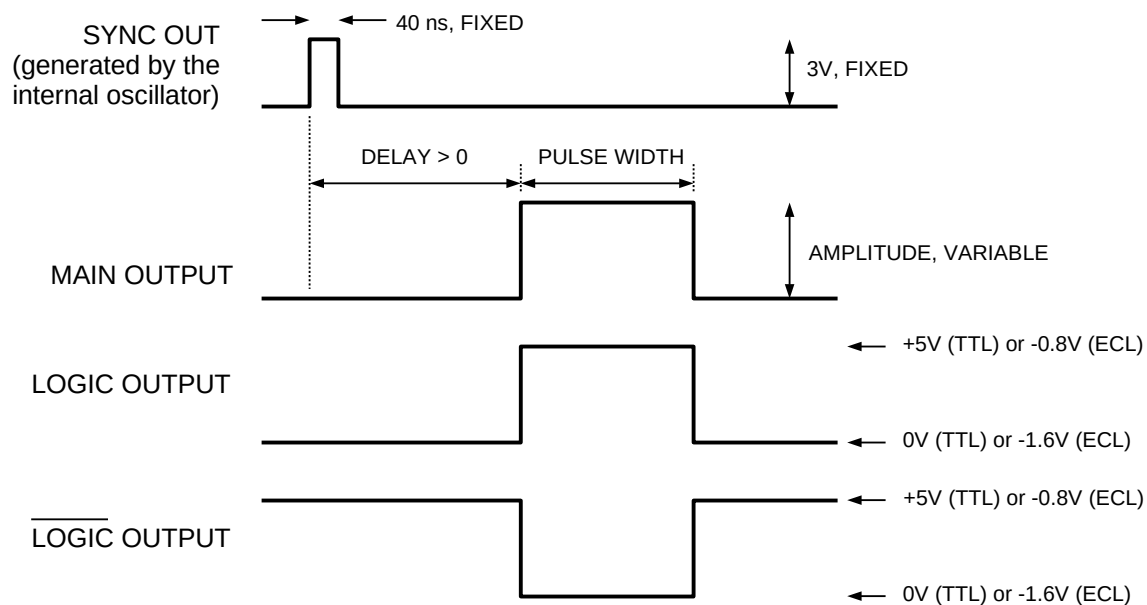 SYNC OUT
(generated by the
internal oscillator)
40 ns, FIXED
3V, FIXED
DELAY > 0
PULSE WIDTH
MAIN OUTPUT
AMPLITUDE, VARIABLE
LOGIC OUTPUT
+5V (TTL) or -0.8V (ECL)
0V (TTL) or -1.6V (ECL)
LOGIC OUTPUT
+5V (TTL) or -0.8V (ECL)
0V (TTL) or -1.6V (ECL)